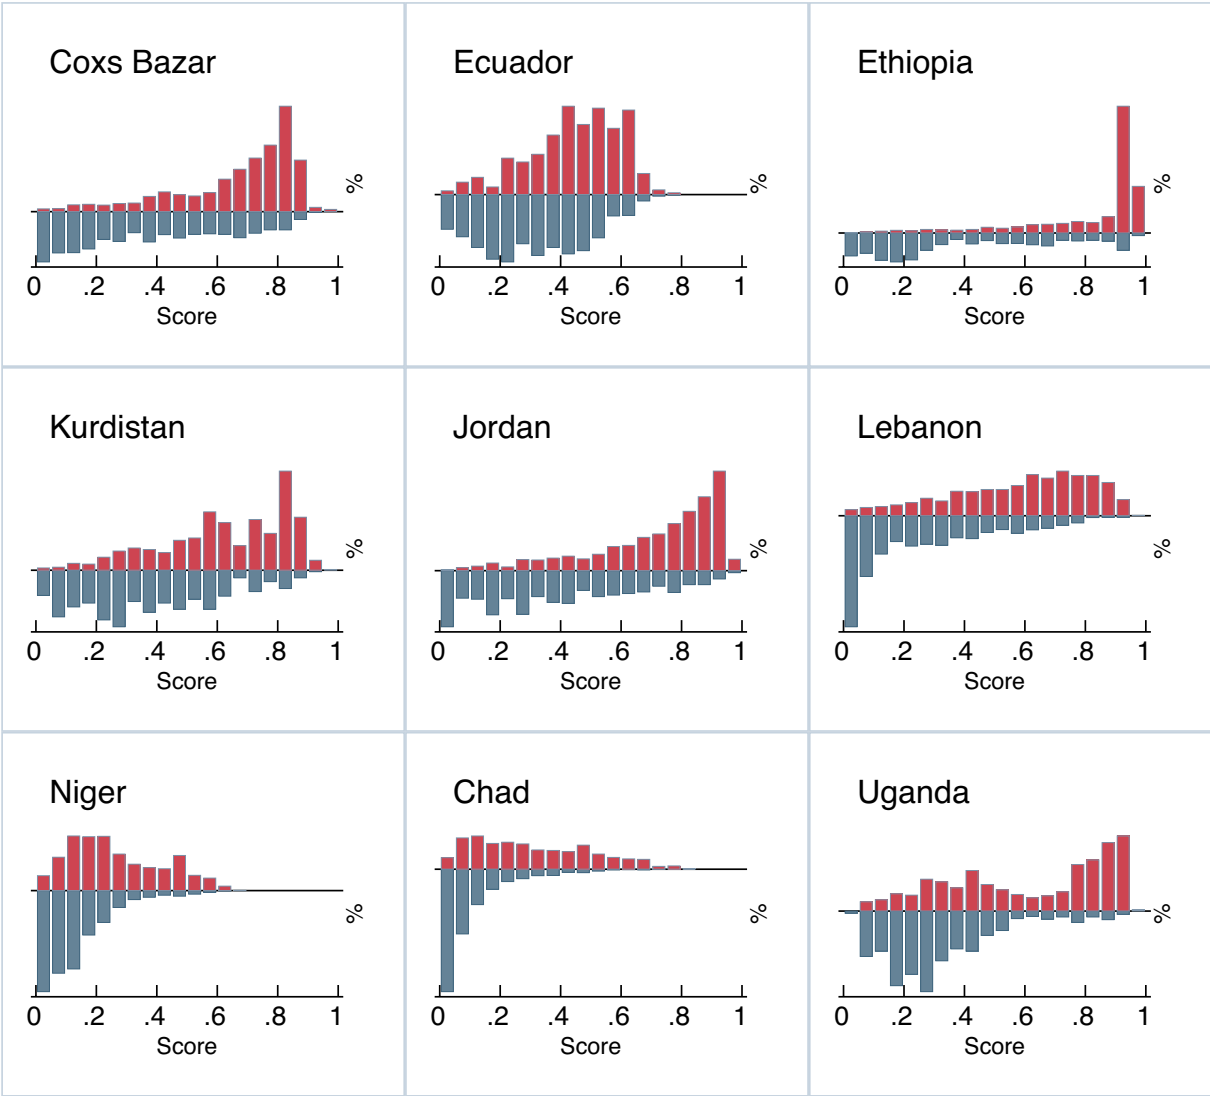 Coxs Bazar
%
0 .2 .4 .6 .8 1
Score
Ecuador
%
0 .2 .4 .6 .8 1
Score
Ethiopia
%
0 .2 .4 .6 .8 1
Score
Kurdistan
%
0 .2 .4 .6 .8 1
Score
Jordan
%
0 .2 .4 .6 .8 1
Score
Lebanon
%
0 .2 .4 .6 .8 1
Score
Niger
%
0 .2 .4 .6 .8 1
Score
Chad
%
0 .2 .4 .6 .8 1
Score
Uganda
%
0 .2 .4 .6 .8 1
Score